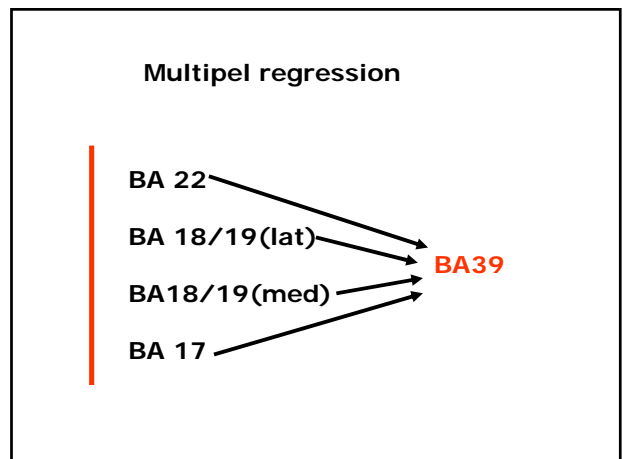 Multipel regression
BA 22
BA 18/19(lat)
BA39
BA18/19(med)
BA 17